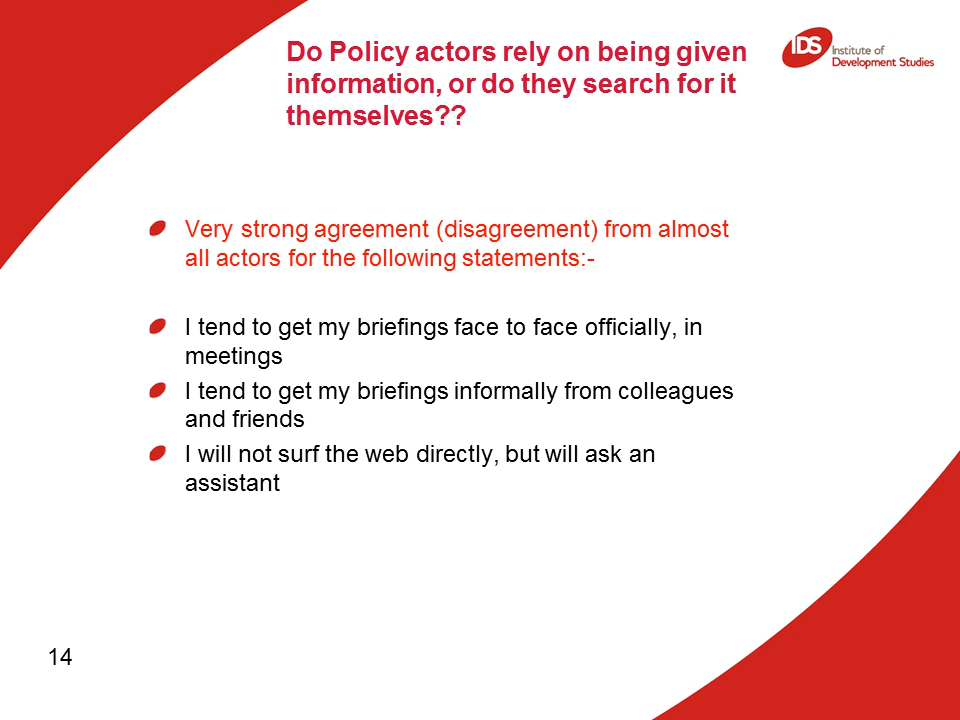 Do Policy actors rely on being given
information, or do they search for it
themselves??
IDS
Institute of
Development Studies
Very strong agreement (disagreement) from almost
all actors for the following statements:-
I tend to get my briefings face to face officially, in
meetings
I tend to get my briefings informally from colleagues
and friends
I will not surf the web directly, but will ask an
assistant
14